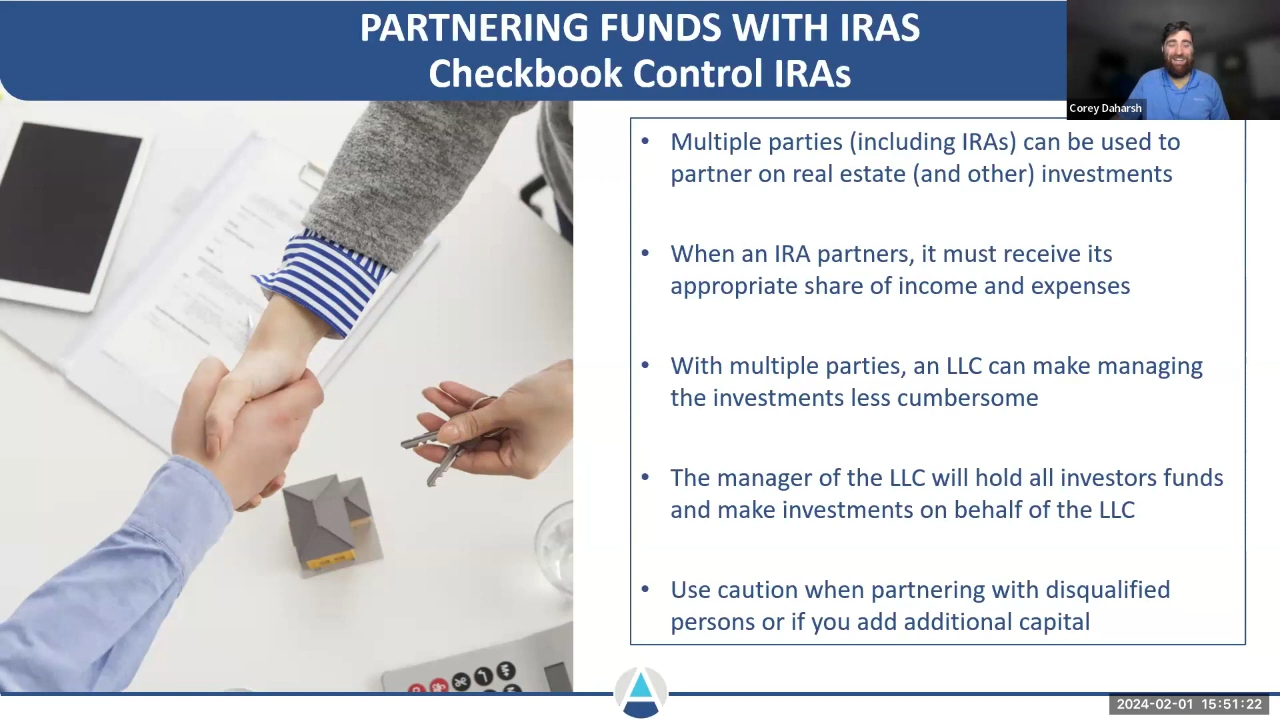 PARTNERING FUNDS WITH IRAS
Checkbook Control IRAs
Corey Daharsh
• Multiple parties (including IRAs) can be used to
partner on real estate (and other) investments
• When an IRA partners, it must receive its
appropriate share of income and expenses
• With multiple parties, an LLC can make managing
the investments less cumbersome
• The manager of the LLC will hold all investors funds
and make investments on behalf of the LLC
• Use caution when partnering with disqualified
persons or if you add additional capital
2024-02-01 15:51:22